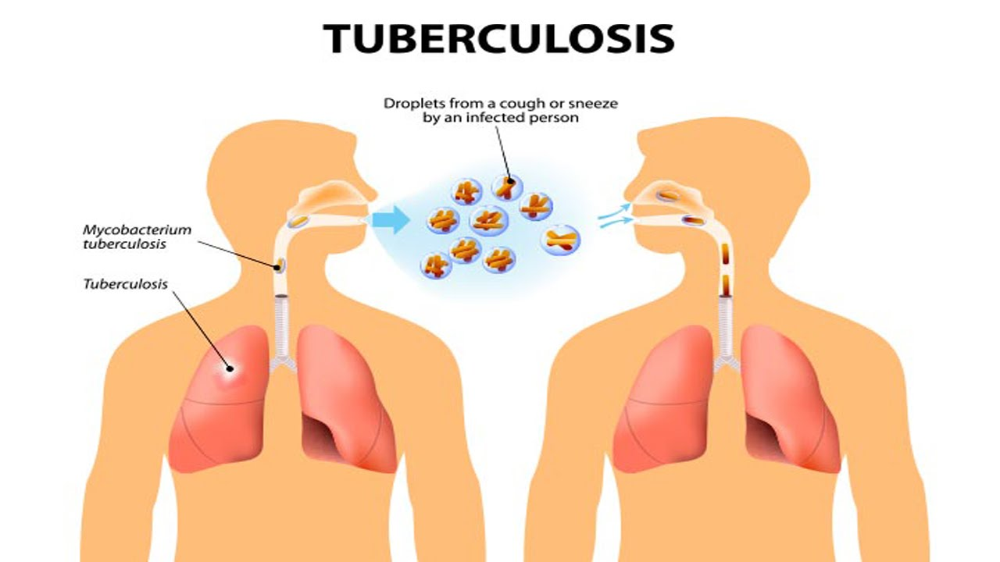 TUBERCULOSIS
Droplets from a cough or sneeze
by an infected person
Mycobacterium
tuberculosis
Tuberculosis